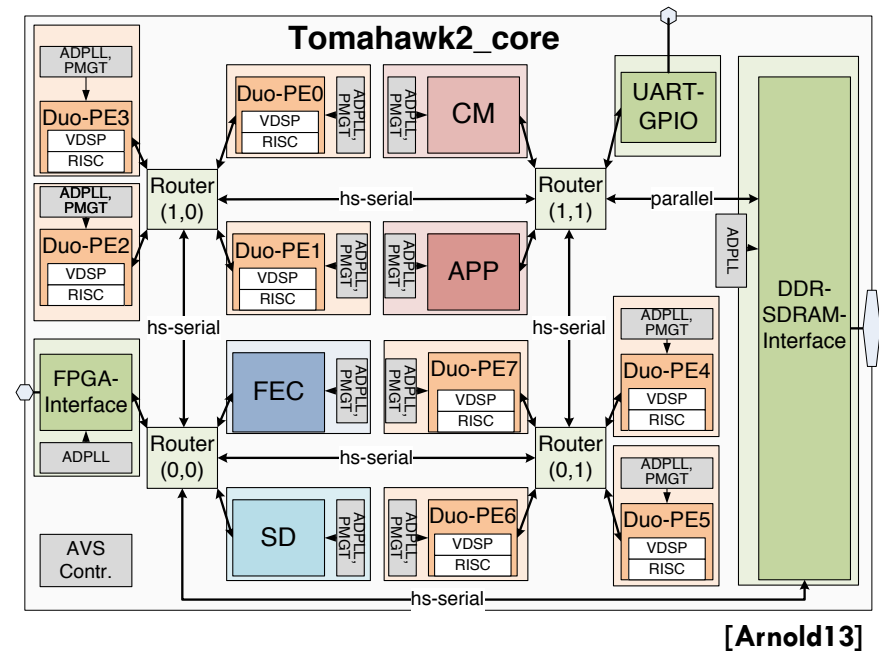 Tomahawk2_core
ADPLL,
PMGT
Duo-PE3
VDSP
RISC
Duo-PE0
VDSP
RISC
ADPLL,
PMGT
ADPLL,
PMGT
CM
UART-
GPIO
Router
(1,0)
hs-serial
Router
(1,1)
parallel
ADPLL,
PMGT
Duo-PE2
VDSP
RISC
Duo-PE1
VDSP
RISC
ADPLL,
PMGT
ADPLL,
PMGT
APP
ADPLL
DDR-
SDRAM-
Interface
hs-serial
hs-serial
FPGA-
Interface
ADPLL
FEC
ADPLL,
PMGT
ADPLL,
PMGT
Duo-PE7
VDSP
RISC
ADPLL,
PMGT
Duo-PE4
VDSP
RISC
Router
(0,0)
hs-serial
Router
(0,1)
AVS
Contr.
SD
ADPLL,
PMGT
ADPLL,
PMGT
Duo-PE6
VDSP
RISC
ADPLL,
PMGT
Duo-PE5
VDSP
RISC
hs-serial
[Arnold13]